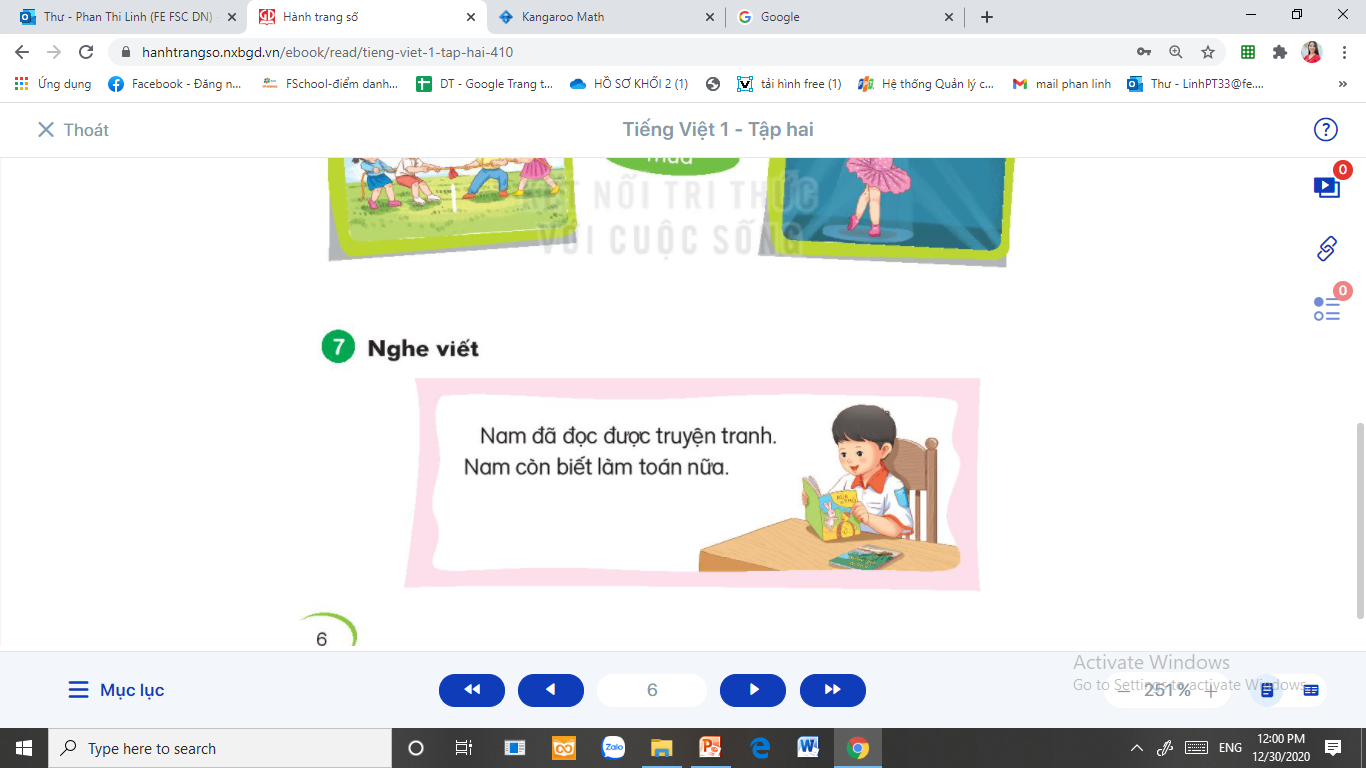 Thư - Phan Thi Linh (FE FSC DN)
Hành trang số
Kangaroo Math
Google
hanhtrangso.nxbgd.vn/ebook/read/tieng-viet-1-tap-hai-410
Ứng dụng
Facebook - Đăng n...
FSchool-điểm danh...
DT - Google Trang t...
HỒ SƠ KHỐI 2 (1)
tải hình free (1)
Hệ thống Quản lý c...
mail phan linh
Thư - LinhPT33@fe....
Thoát
Tiếng Việt 1 - Tập hai
0
0
KẾT NỐI TRI THỨC
VỚI CUỘC SỐNG
7 Nghe viết
Nam đã đọc được truyện tranh.
Nam còn biết làm toán nữa.
6
Mục lục
6
251%
Activate Windows
Go to Settings to activate Windows.
Type here to search
Zalo
ENG
12:00 PM
12/30/2020